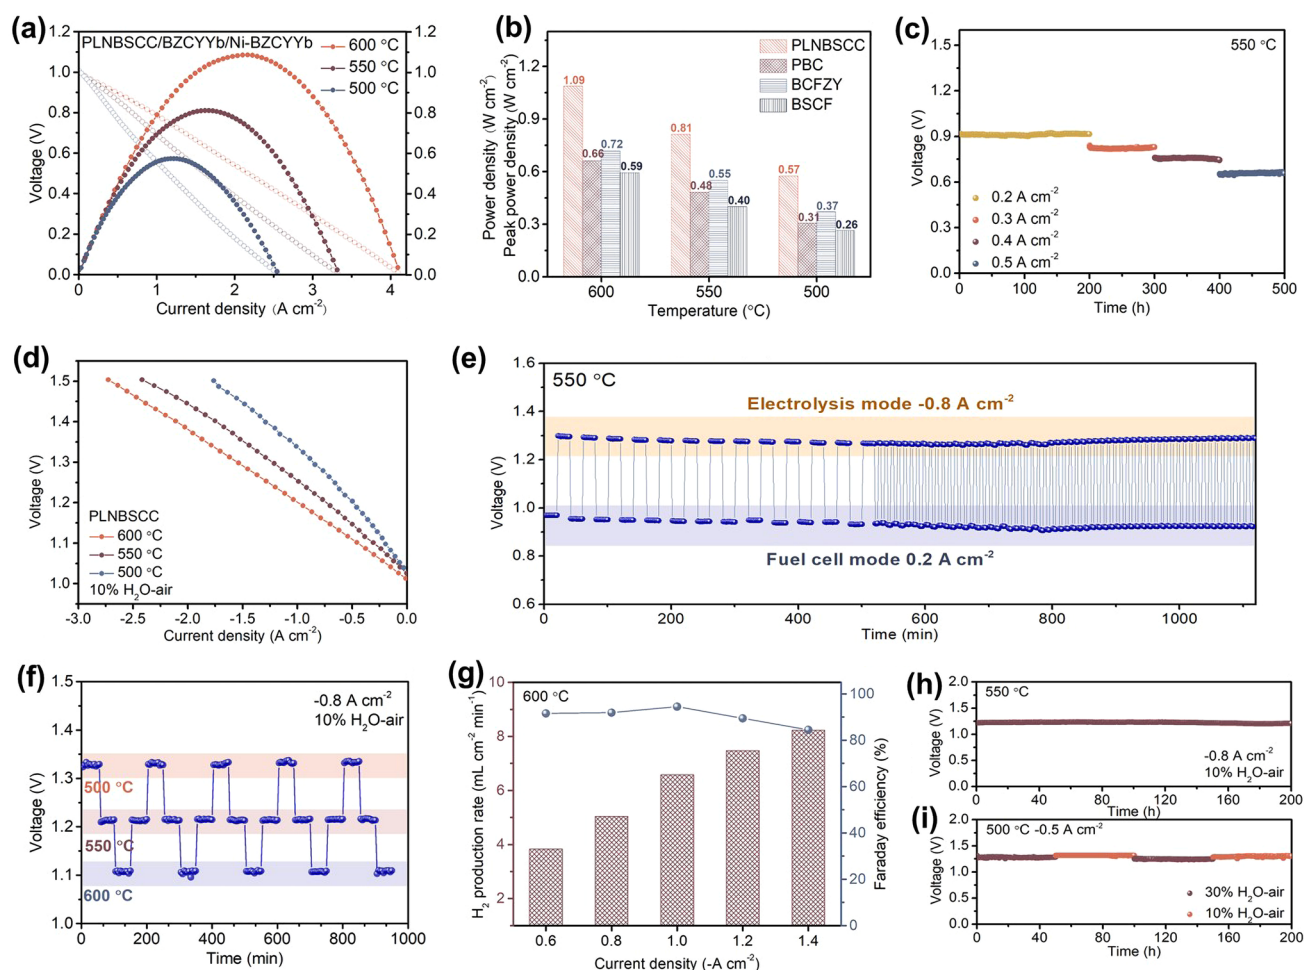 (a)
PLNBSCC/BZCYYb/Ni-BZCYYb
600 °C
550 °C
500 °C
Voltage (V)
1.2
1.0
0.8
0.6
0.4
0.2
0.0
1.2
1.0
0.8
0.6
0.4
0.2
0.0
0 1 2 3 4
Current density (A cm-2)
Power density (W cm-2)
(b)
PLNBSCC
PBC
BCFZY
BSCF
Peak power density (W cm-2)
1.2
0.9
0.6
0.3
0.0
1.09
0.66
0.72
0.59
0.81
0.48
0.55
0.40
0.57
0.31
0.37
0.26
600 550 500
Temperature (°C)
(c)
550 °C
Voltage (V)
1.5
1.2
0.9
0.6
0.3
0.0
0.2 A cm-2
0.3 A cm-2
0.4 A cm-2
0.5 A cm-2
0 100 200 300 400 500
Time (h)
(d)
Voltage (V)
1.5
1.4
1.3
1.2
1.1
1.0
PLNBSCC
600 °C
550 °C
500 °C
10% H2O-air
-3.0 -2.5 -2.0 -1.5 -1.0 -0.5 0.0
Current density (A cm-2)
(e)
550 °C
Voltage (V)
1.6
1.4
1.2
1.0
0.8
0.6
Electrolysis mode -0.8 A cm-2
Fuel cell mode 0.2 A cm-2
0 200 400 600 800 1000
Time (min)
(f)
-0.8 A cm-2
10% H2O-air
Voltage (V)
1.5
1.4
1.3
1.2
1.1
1.0
500 °C
550 °C
600 °C
0 200 400 600 800 1000
Time (min)
(g)
600 °C
H2 production rate (mL cm-2 min-1)
10
8
6
4
2
100
80
60
40
20
0
Faraday efficiency (%)
0.6 0.8 1.0 1.2 1.4
Current density (-A cm-2)
(h)
550 °C
Voltage (V)
2.0
1.5
1.0
0.5
0.0
-0.8 A cm-2
10% H2O-air
0 40 80 120 160 200
Time (h)
(i)
500 °C -0.5 A cm-2
Voltage (V)
2.0
1.5
1.0
0.5
0.0
30% H2O-air
10% H2O-air
0 40 80 120 160 200
Time (h)